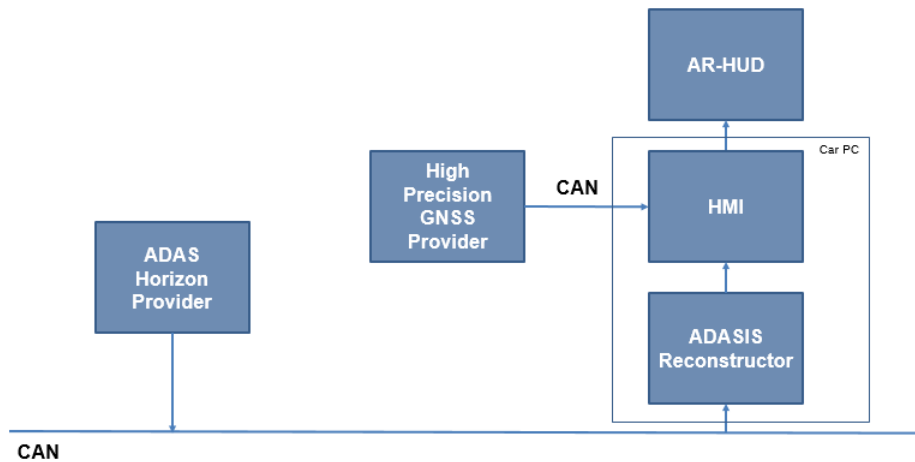 AR-HUD
Car PC
High
Precision
GNSS
Provider
CAN
HMI
ADAS
Horizon
Provider
ADASIS
Reconstructor
CAN